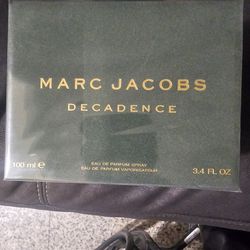 MARC JACOBS
DECADENCE
EAU DE PARFUM SPRAY
EAU DE PARFUM VAPORISATEUR
100 ml ℮ 3.4 FL OZ